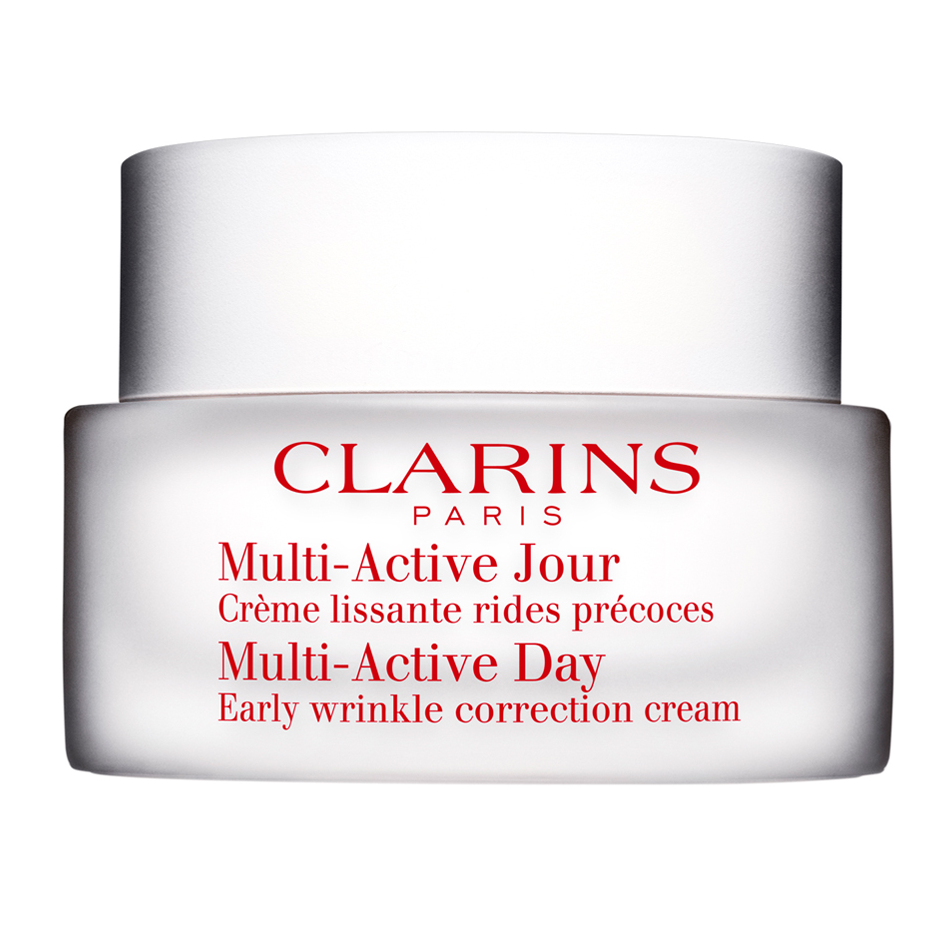 CLARINS
PARIS
Multi-Active Jour
Crème lissante rides précoces
Multi-Active Day
Early wrinkle correction cream